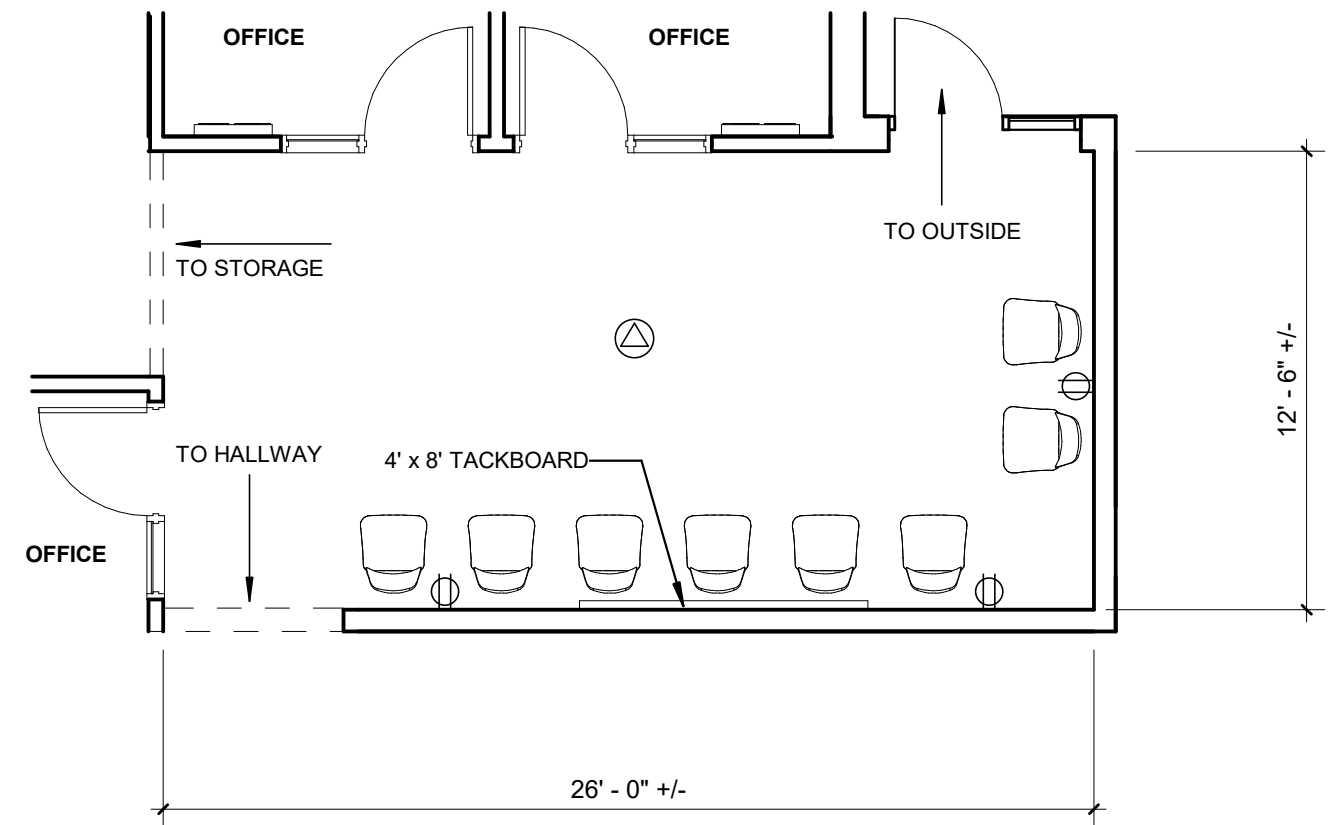 OFFICE
OFFICE
TO OUTSIDE
TO STORAGE
12' - 6" +/-
TO HALLWAY
4' x 8' TACKBOARD
OFFICE
26' - 0" +/-